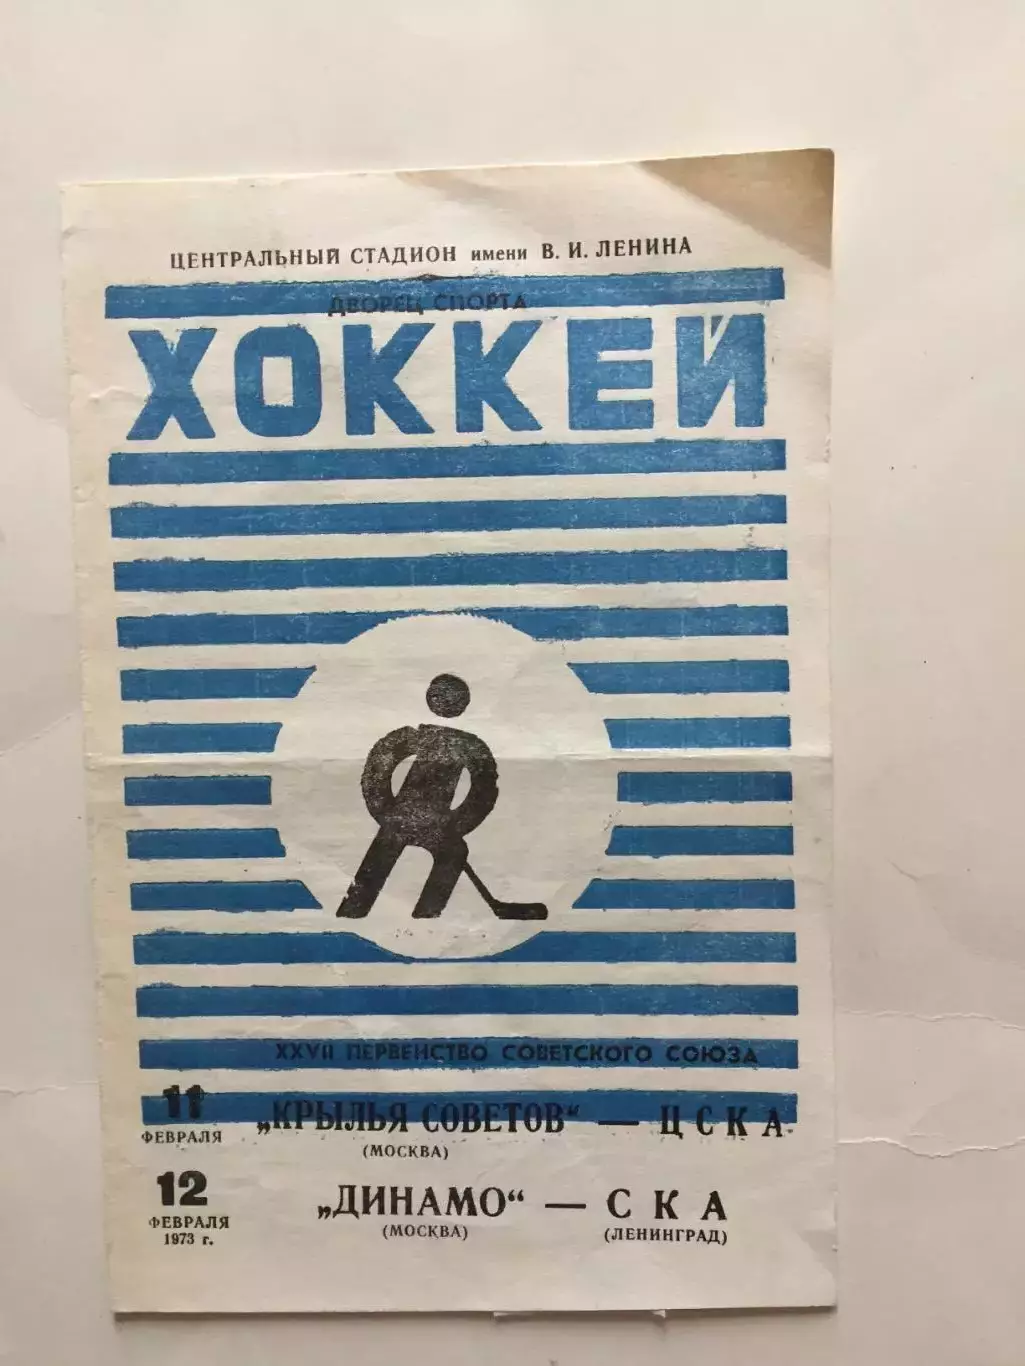 ЦЕНТРАЛЬНЫЙ СТАДИОН имени В. И. ЛЕНИНА
ДВОРЕЦ СПОРТА
ХОККЕЙ
XXVII ПЕРВЕНСТВО СОВЕТСКОГО СОЮЗА
11 „КРЫЛЬЯ СОВЕТОВ“ — ЦСКА
ФЕВРАЛЯ (МОСКВА)
12 „ДИНАМО“ — СКА
ФЕВРАЛЯ (МОСКВА) (ЛЕНИНГРАД)
1973 г.